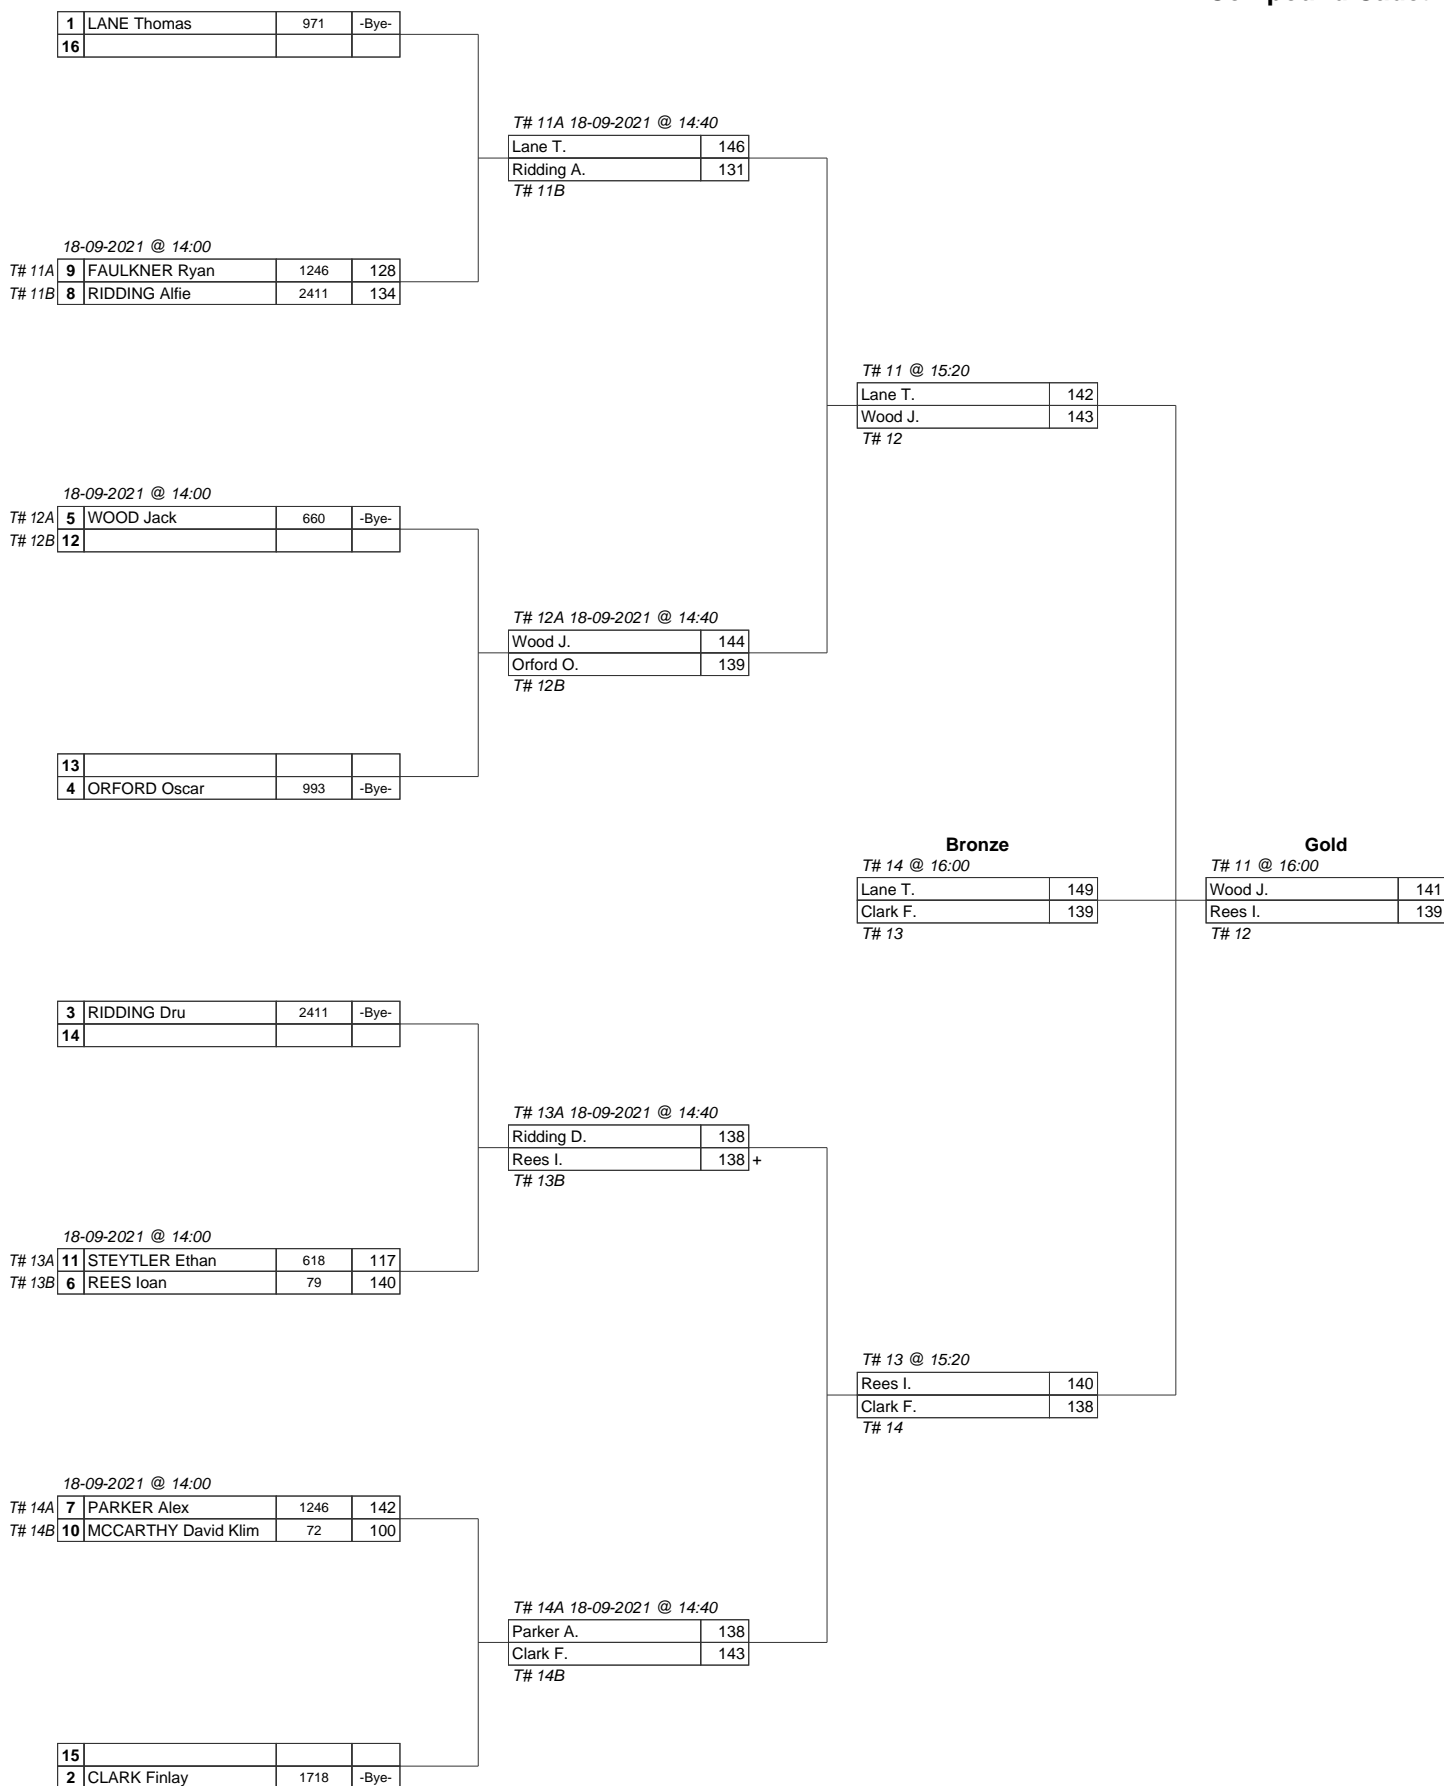 1 LANE Thomas 971 -Bye-
16
T# 11A 18-09-2021 @ 14:40
Lane T. 146
Ridding A. 131
T# 11B
18-09-2021 @ 14:00
T# 11A 9 FAULKNER Ryan 1246 128
T# 11B 8 RIDDING Alfie 2411 134
T# 11 @ 15:20
Lane T. 142
Wood J. 143
T# 12
18-09-2021 @ 14:00
T# 12A 5 WOOD Jack 660 -Bye-
T# 12B 12
T# 12A 18-09-2021 @ 14:40
Wood J. 144
Orford O. 139
T# 12B
13
4 ORFORD Oscar 993 -Bye-
Bronze
T# 14 @ 16:00
Lane T. 149
Clark F. 139
T# 13
Gold
T# 11 @ 16:00
Wood J. 141
Rees I. 139
T# 12
3 RIDDING Dru 2411 -Bye-
14
T# 13A 18-09-2021 @ 14:40
Ridding D. 138
Rees I. 138 +
T# 13B
18-09-2021 @ 14:00
T# 13A 11 STEYTLER Ethan 618 117
T# 13B 6 REES Ioan 79 140
T# 13 @ 15:20
Rees I. 140
Clark F. 138
T# 14
18-09-2021 @ 14:00
T# 14A 7 PARKER Alex 1246 142
T# 14B 10 MCCARTHY David Klim 72 100
T# 14A 18-09-2021 @ 14:40
Parker A. 138
Clark F. 143
T# 14B
15
2 CLARK Finlay 1718 -Bye-